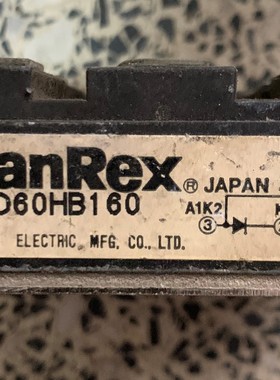 anRex ® JAPAN
D60HB160
A1K2
3
ELECTRIC MFG. CO., LTD.